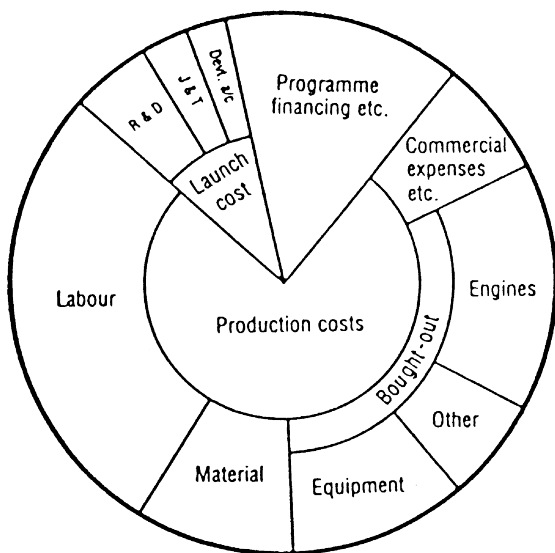 R & D
J & T
Devt. a/c
Launch
cost
Programme
financing etc.
Commercial
expenses
etc.
Engines
Labour
Production costs
Bought-out
Other
Material
Equipment